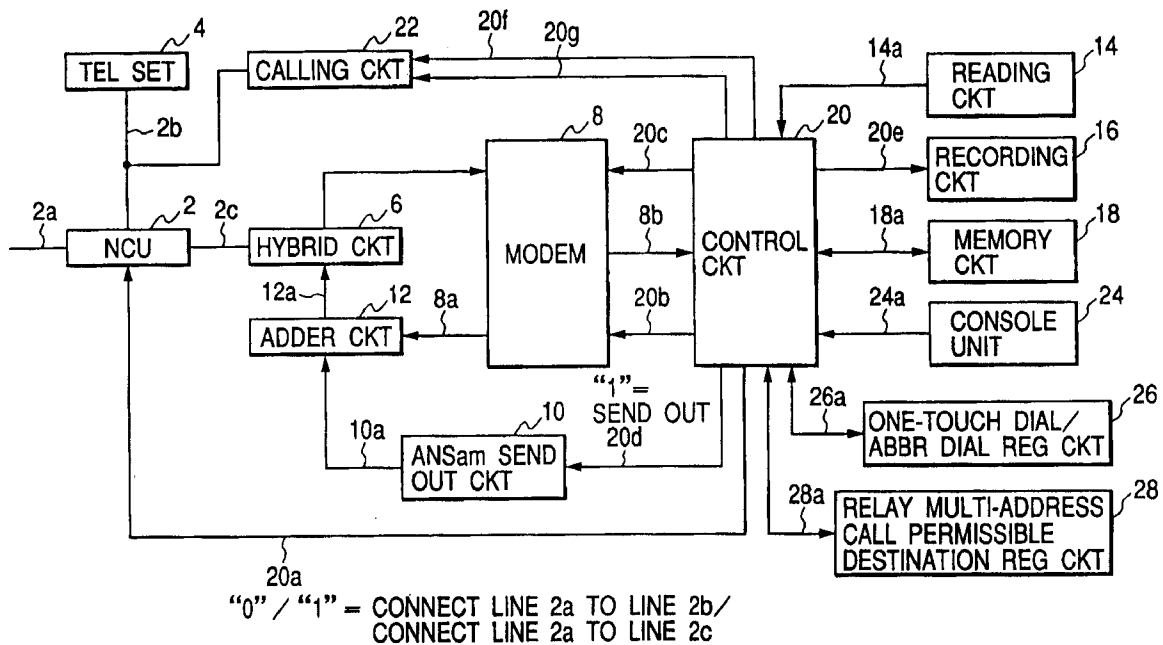 4
TEL SET
22
CALLING CKT
20f
20g
14a
14
READING
CKT
2b
8
MODEM
20c
20
CONTROL
CKT
20e
16
RECORDING
CKT
2a
2
NCU
2c
6
HYBRID CKT
8b
18a
18
MEMORY
CKT
12a
12
ADDER CKT
8a
20b
24a
24
CONSOLE
UNIT
"1"=
SEND OUT
20d
10a
10
ANSam SEND
OUT CKT
26a
26
ONE-TOUCH DIAL/
ABBR DIAL REG CKT
28a
28
RELAY MULTI-ADDRESS
CALL PERMISSIBLE
DESTINATION REG CKT
20a
"0" / "1" = CONNECT LINE 2a TO LINE 2b/
CONNECT LINE 2a TO LINE 2c